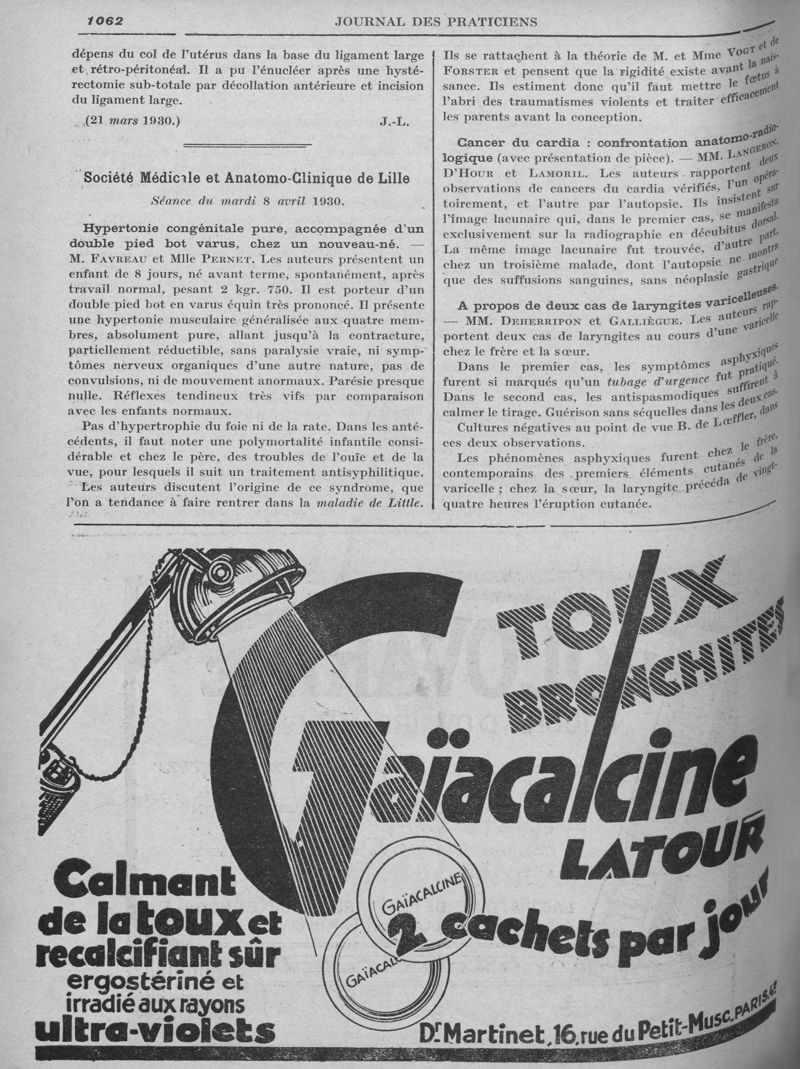 1062 JOURNAL DES PRATICIENS
dépens du col de l'utérus dans la base du ligament large
et rétro-péritonéal. Il a pu l'énucléer après une hysté-
rectomie sub-totale par décollation antérieure et incision
du ligament large.
(21 mars 1930.) J.-L.
Société Médicale et Anatomo-Clinique de Lille
Séance du mardi 8 avril 1930.
Hypertonie congénitale pure, accompagnée d'un
double pied bot varus, chez un nouveau-né. —
M. FAVREAU et Mlle PERNET. Les auteurs présentent un
enfant de 8 jours, né avant terme, spontanément, après
travail normal, pesant 2 kgr. 750. Il est porteur d'un
double pied bot en varus équin très prononcé. Il présente
une hypertonie musculaire généralisée aux quatre mem-
bres, absolument pure, allant jusqu'à la contracture,
partiellement réductible, sans paralysie vraie, ni symp-
tômes nerveux organiques d'une autre nature, pas de
convulsions, ni de mouvement anormaux. Parésie presque
nulle. Réflexes tendineux très vifs par comparaison
avec les enfants normaux.
Pas d'hypertrophie du foie ni de la rate. Dans les anté-
cédents, il faut noter une polymortalité infantile consi-
dérable et chez le père, des troubles de l'ouïe et de la
vue, pour lesquels il suit un traitement antisyphilitique.
Les auteurs discutent l'origine de ce syndrome, que
l'on a tendance à faire rentrer dans la maladie de Little.
Ils se rattachent à la théorie de M. et Mme VOGT et de
FORSTER et pensent que la rigidité existe avant la nais-
sance. Ils estiment donc qu'il faut mettre le fœtus à
l'abri des traumatismes violents et traiter efficacement
les parents avant la conception.
Cancer du cardia : confrontation anatomo-radio-
logique (avec présentation de pièce). — MM. LANGERON,
D'HOUR et LAMORIL. Les auteurs rapportent deux
observations de cancers du cardia vérifiés, l'un opéra-
toirement, et l'autre par l'autopsie. Ils insistent sur
l'image lacunaire qui, dans le premier cas, se manifesta
exclusivement sur la radiographie en décubitus dorsal.
La même image lacunaire fut trouvée, d'autre part,
chez un troisième malade, dont l'autopsie ne montra
que des suffusions sanguines, sans néoplasie gastrique
A propos de deux cas de laryngites varicelleuses.
— MM. DEHERRIPON et GALLIÈGUE. Les auteurs rap-
portent deux cas de laryngites au cours d'une varicelle
chez le frère et la sœur.
Dans le premier cas, les symptômes asphyxiques
furent si marqués qu'un tubage d'urgence fut pratiqué.
Dans le second cas, les antispasmodiques suffirent à
calmer le tirage. Guérison sans séquelles dans les deux cas.
Cultures négatives au point de vue B. de Lœffler, dans
ces deux observations.
Les phénomènes asphyxiques furent chez le frère,
contemporains des premiers éléments cutanés de la
varicelle ; chez la sœur, la laryngite précéda de vingt-
quatre heures l'éruption cutanée.
TOUX
BRONCHITES
Gaïacalcine
LATOUR
GAÏACALCINE
GAÏACAL
2 cachets par jour
Calmant
de la toux et
recalcifiant sûr
ergostériné et
irradié aux rayons
ultra-violets
Dr Martinet, 16, rue du Petit-Musc. PARIS. 4e